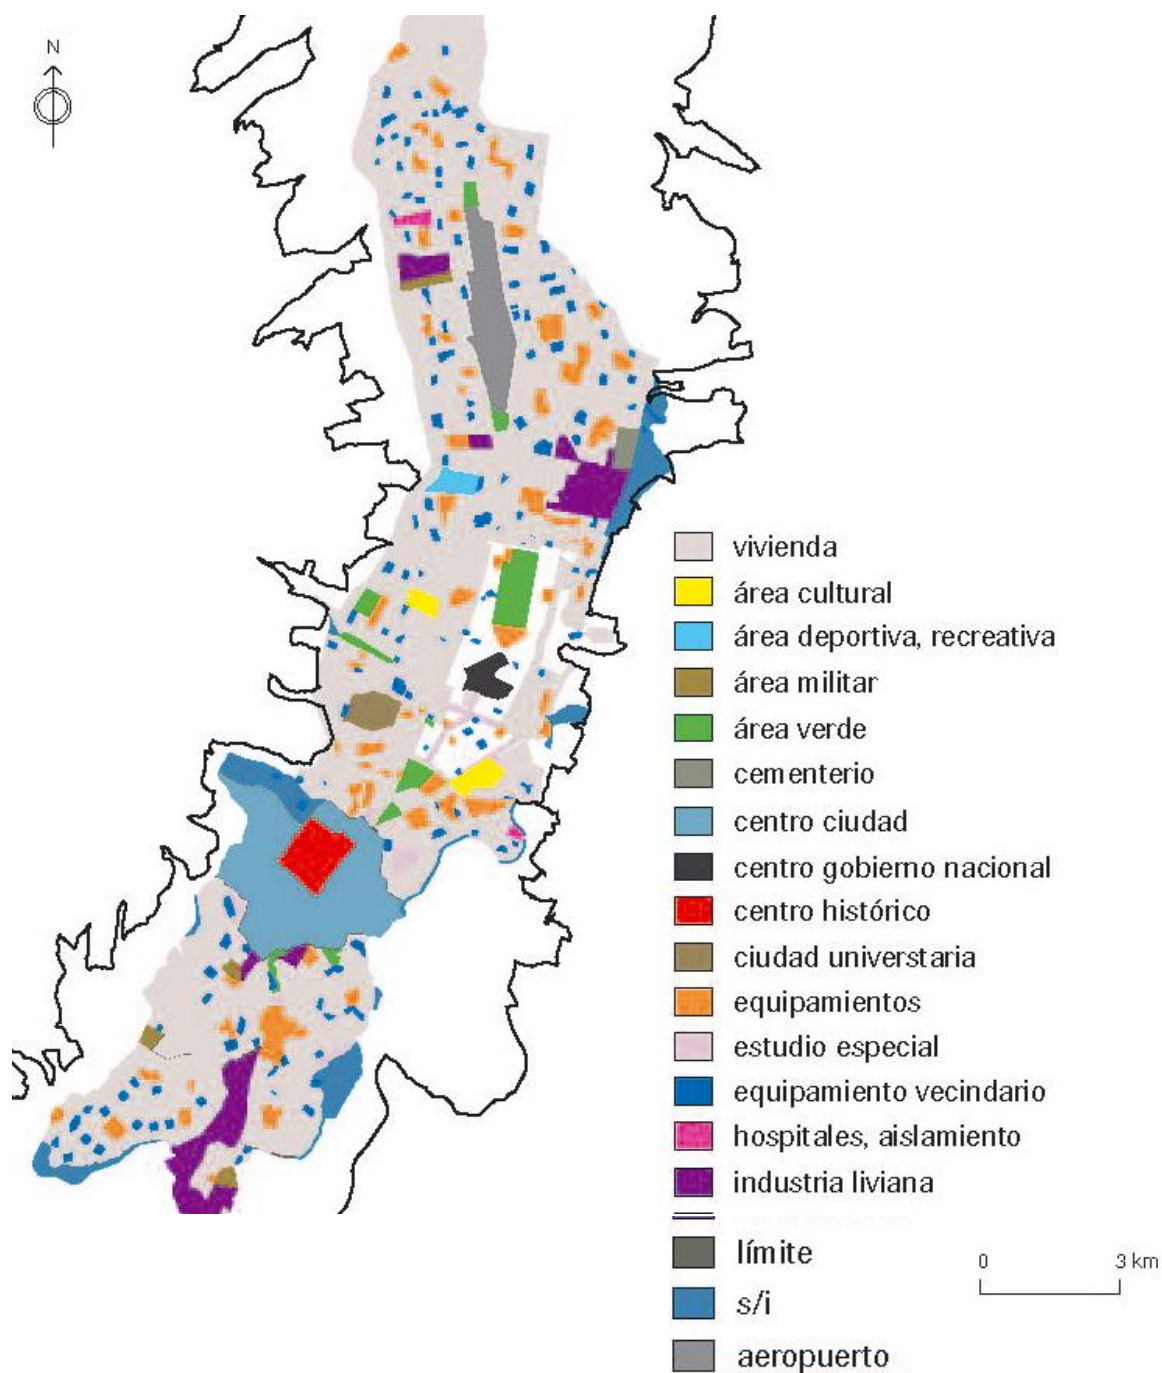 N
vivienda
área cultural
área deportiva, recreativa
área militar
área verde
cementerio
centro ciudad
centro gobierno nacional
centro histórico
ciudad universtaria
equipamientos
estudio especial
equipamiento vecindario
hospitales, aislamiento
industria liviana
límite
s/i
aeropuerto
0 3 km